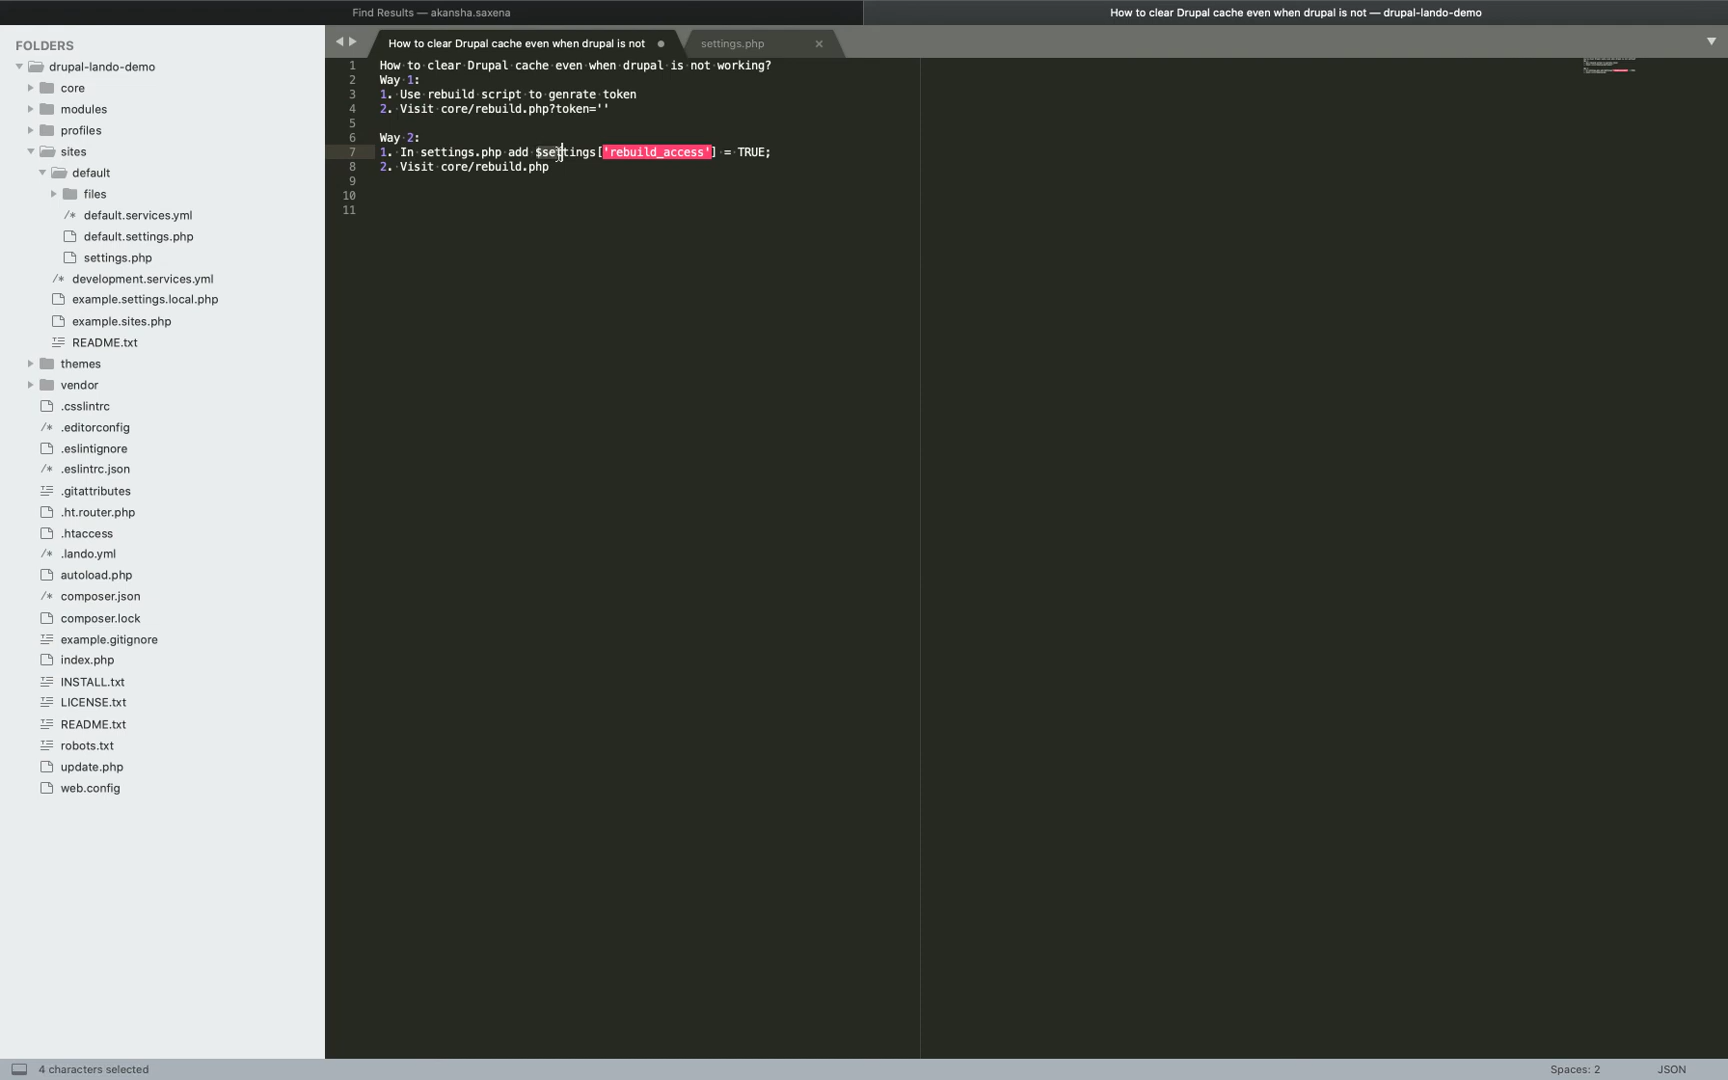 Find Results — akansha.saxena
How to clear Drupal cache even when drupal is not — drupal-lando-demo
FOLDERS
drupal-lando-demo
core
modules
profiles
sites
default
files
/* default.services.yml
default.settings.php
settings.php
/* development.services.yml
example.settings.local.php
example.sites.php
README.txt
themes
vendor
.csslintrc
/* .editorconfig
.eslintignore
/* .eslintrc.json
.gitattributes
.ht.router.php
.htaccess
/* .lando.yml
autoload.php
/* composer.json
composer.lock
example.gitignore
index.php
INSTALL.txt
LICENSE.txt
README.txt
robots.txt
update.php
web.config
How to clear Drupal cache even when drupal is not
settings.php
1 How to clear Drupal cache even when drupal is not working?
2 Way 1:
3 1. Use rebuild script to genrate token
4 2. Visit core/rebuild.php?token=''
5
6 Way 2:
7 1. In settings.php add $settings['rebuild_access'] = TRUE;
8 2. Visit core/rebuild.php
9
10
11
4 characters selected
Spaces: 2
JSON